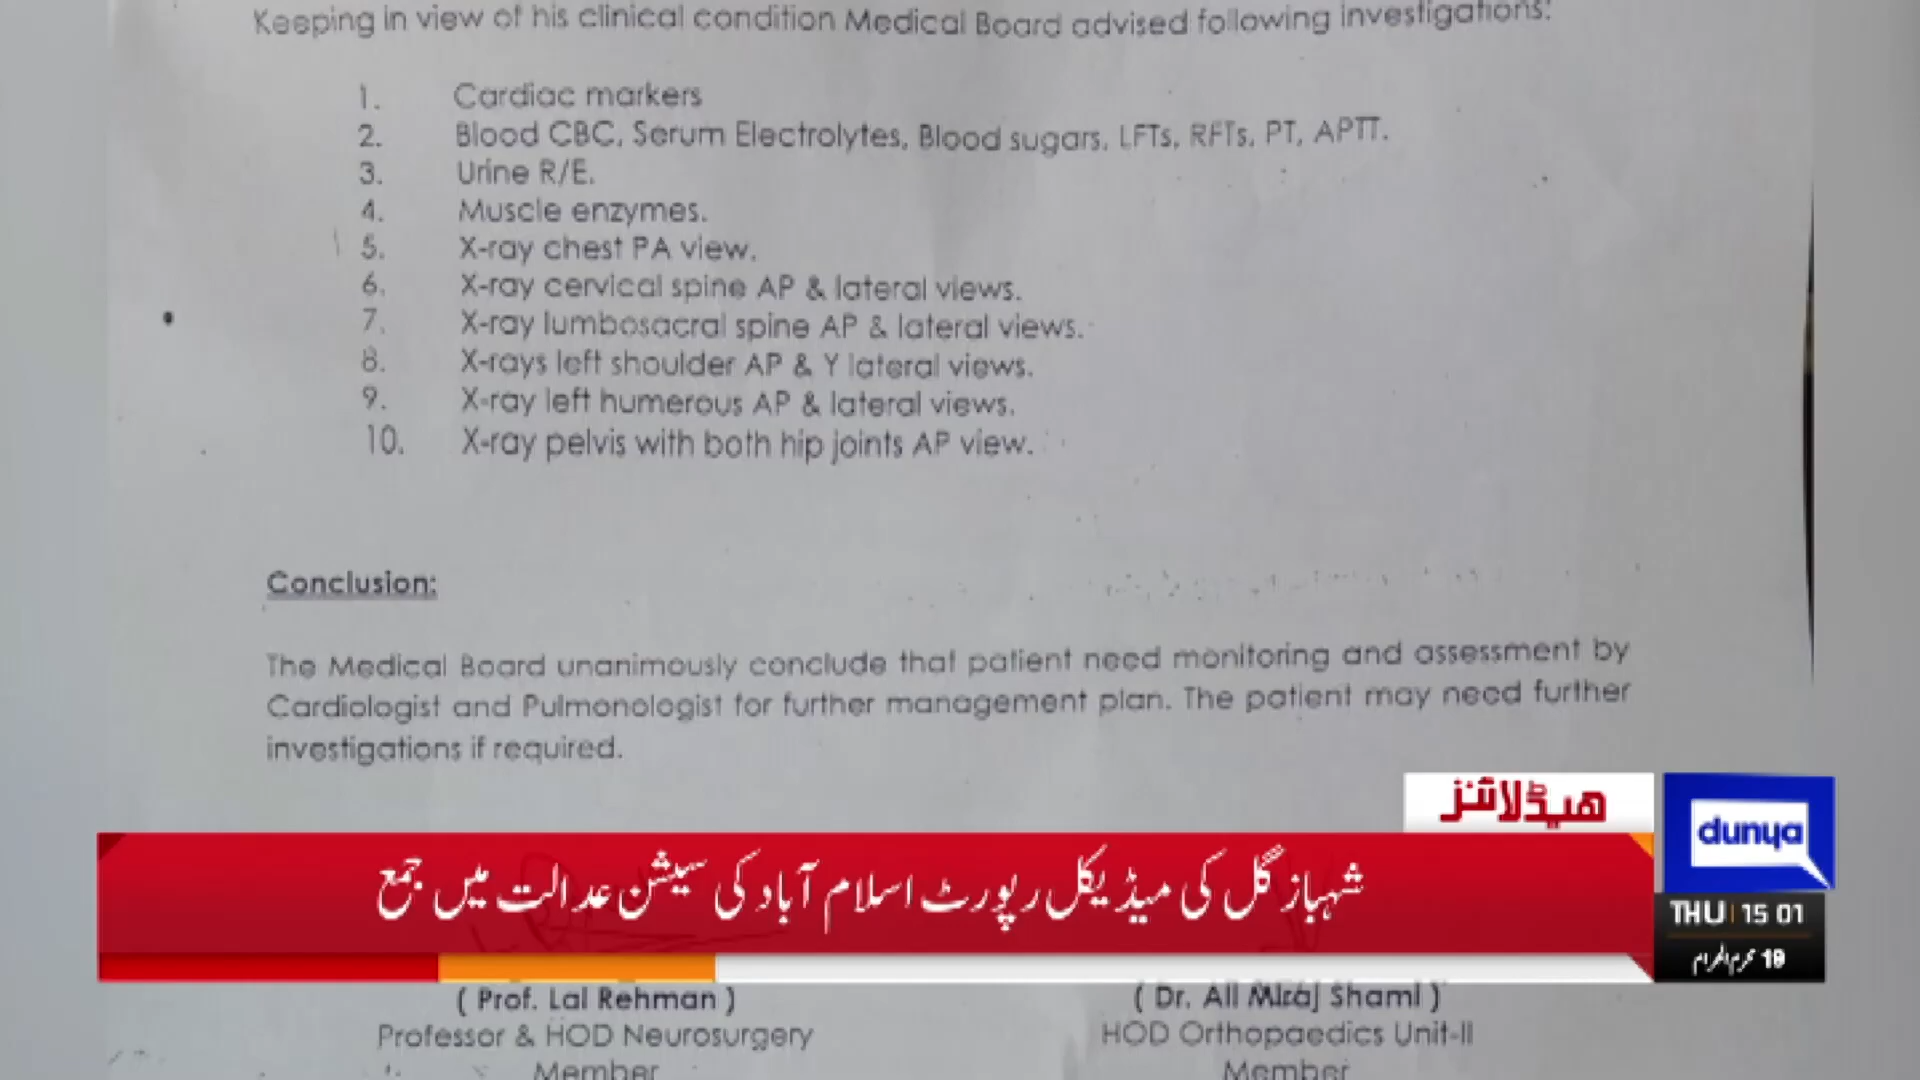 Keeping in view of his clinical condition Medical Board advised following investigations:
1. Cardiac markers
2. Blood CBC, Serum Electrolytes, Blood sugars, LFTs, RFTs, PT, APTT.
3. Urine R/E.
4. Muscle enzymes.
5. X-ray chest PA view.
6. X-ray cervical spine AP & lateral views.
7. X-ray lumbosacral spine AP & lateral views.
8. X-rays left shoulder AP & Y lateral views.
9. X-ray left humerous AP & lateral views.
10. X-ray pelvis with both hip joints AP view.
Conclusion:
The Medical Board unanimously conclude that patient need monitoring and assessment by
Cardiologist and Pulmonologist for further management plan. The patient may need further
investigations if required.
ہیڈلائنز
dunya
شہباز گل کی میڈیکل رپورٹ اسلام آباد کی سیشن عدالت میں جمع
THU 15 01
19 محرم الحرام
( Prof. Lal Rehman )
Professor & HOD Neurosurgery
Member
( Dr. Ali Miraj Shami )
HOD Orthopaedics Unit-II
Member